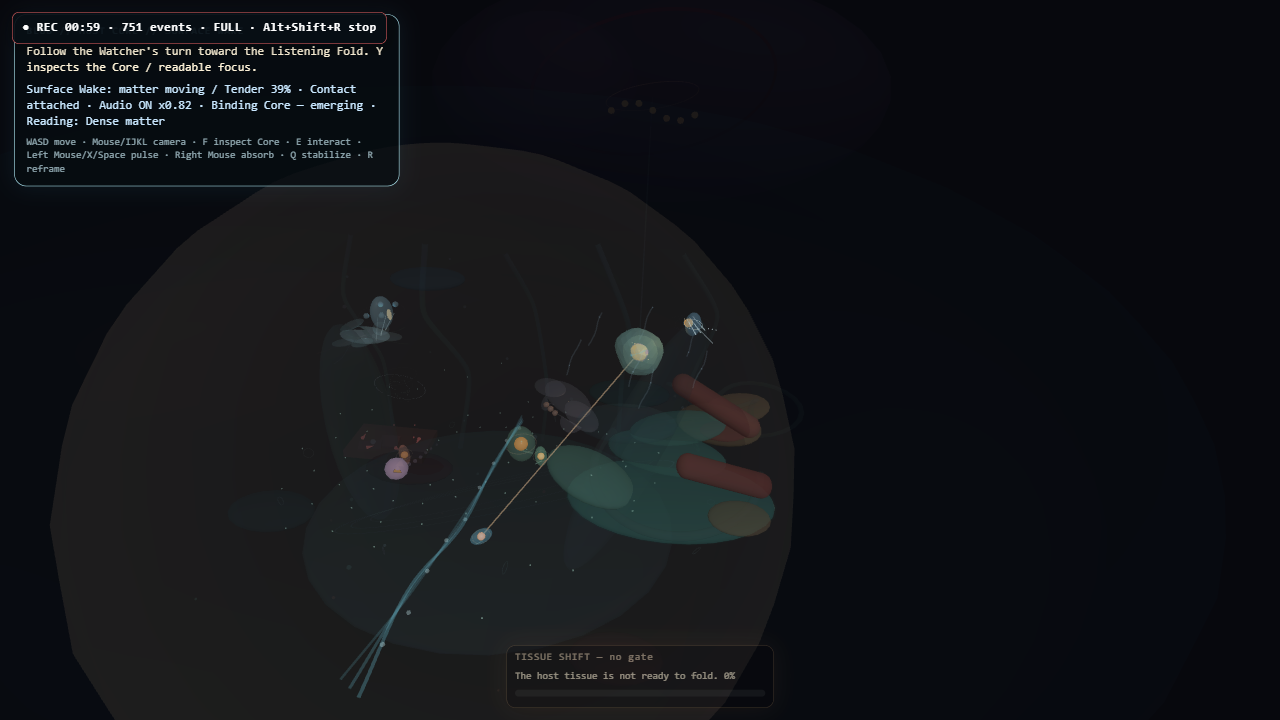 ● REC 00:59 · 751 events · FULL · Alt+Shift+R stop
Follow the Watcher's turn toward the Listening Fold. Y
inspects the Core / readable focus.
Surface Wake: matter moving / Tender 39% · Contact
attached · Audio ON x0.82 · Binding Core — emerging ·
Reading: Dense matter
WASD move · Mouse/IJKL camera · F inspect Core · E interact ·
Left Mouse/X/Space pulse · Right Mouse absorb · Q stabilize · R
reframe
TISSUE SHIFT — no gate
The host tissue is not ready to fold. 0%